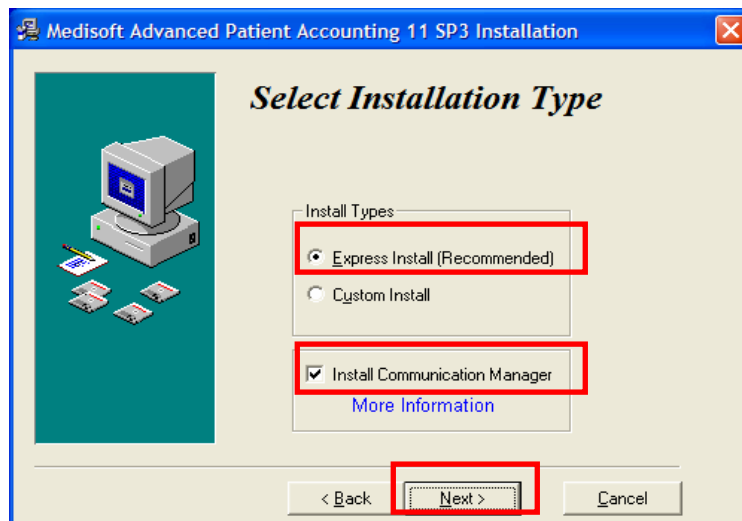 Medisoft Advanced Patient Accounting 11 SP3 Installation
Select Installation Type
Install Types
Express Install (Recommended)
Custom Install
Install Communication Manager
More Information
< Back
Next >
Cancel